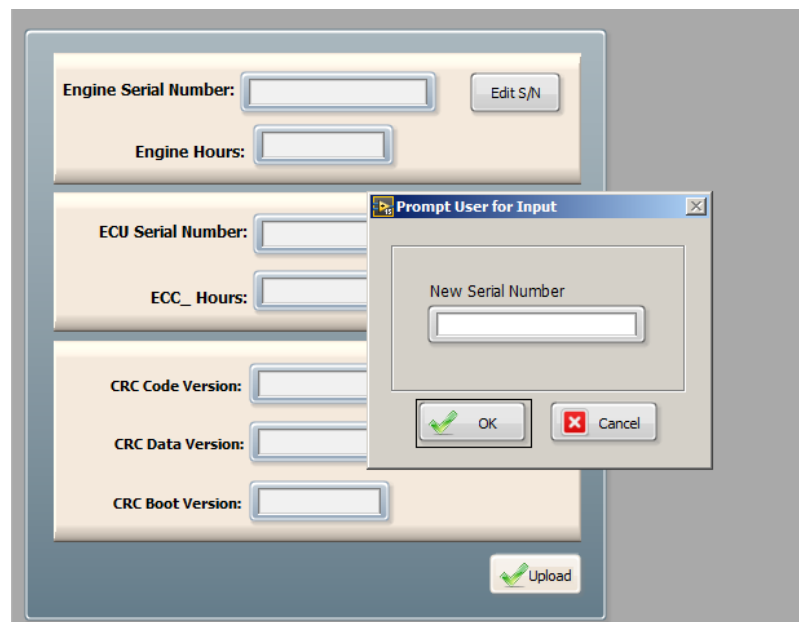 Engine Serial Number:
Edit S/N
Engine Hours:
ECU Serial Number:
ECC_ Hours:
Prompt User for Input
New Serial Number
OK
Cancel
CRC Code Version:
CRC Data Version:
CRC Boot Version:
Upload